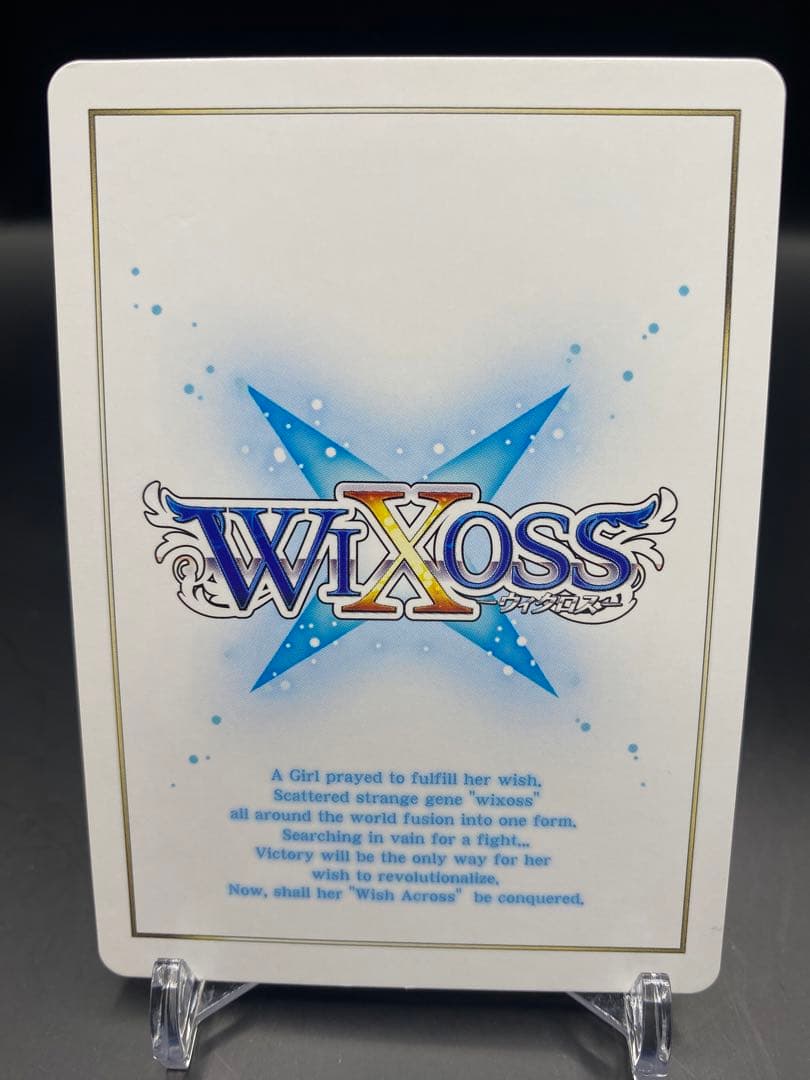 WIXOSS
ウィクロス
A Girl prayed to fulfill her wish.
Scattered strange gene "wixoss"
all around the world fusion into one form.
Searching in vain for a fight...
Victory will be the only way for her
wish to revolutionalize.
Now, shall her "Wish Across" be conquered.